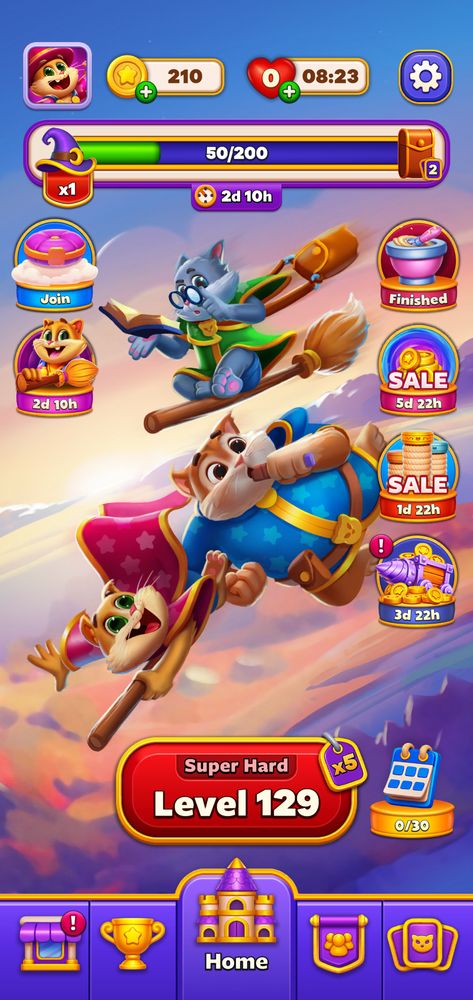 210
0
08:23
50/200
x1
2
2d 10h
Join
Finished
2d 10h
SALE
5d 22h
SALE
1d 22h
!
3d 22h
Super Hard
x5
Level 129
0/30
!
Home